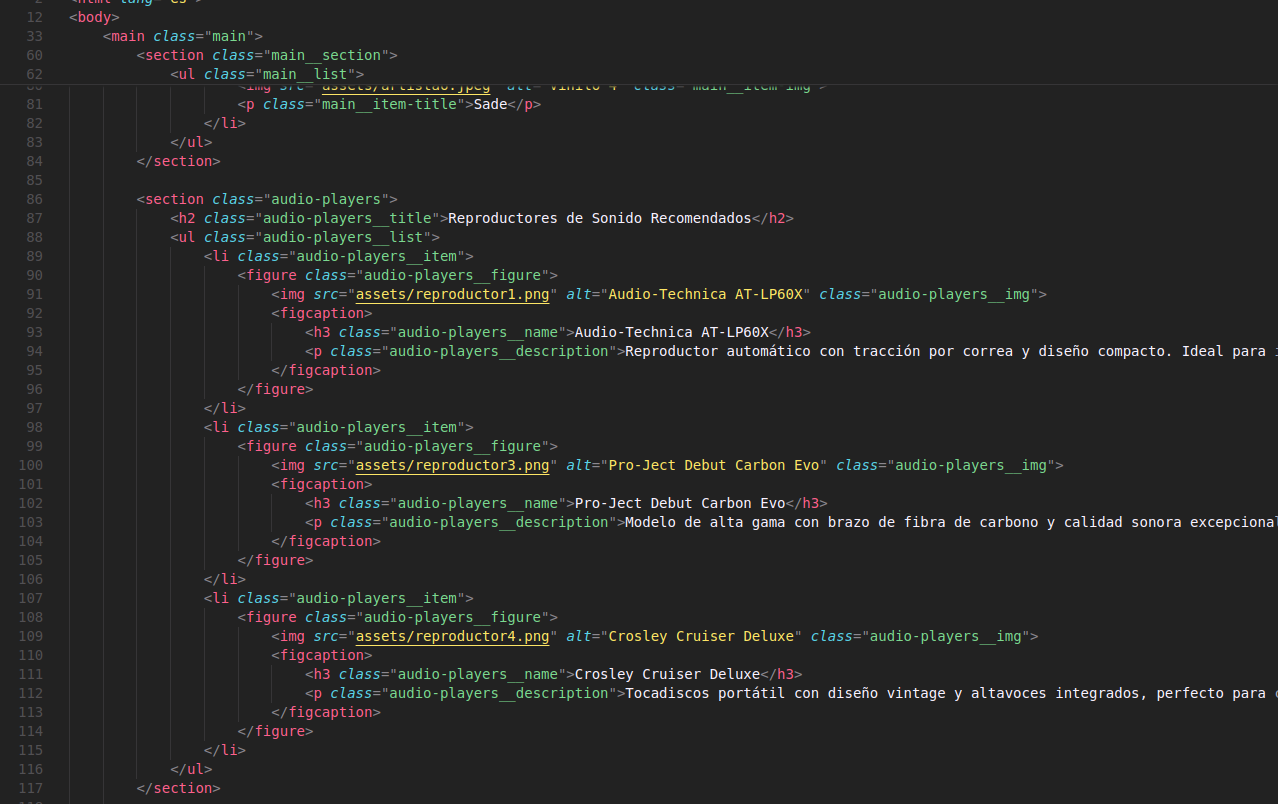 2 <html lang="es">
12 <body>
33 <main class="main">
60 <section class="main__section">
62 <ul class="main__list">
80 <img src="assets/artista6.jpeg" alt="Vinilo 4" class="main__item-img">
81 <p class="main__item-title">Sade</p>
82 </li>
83 </ul>
84 </section>
85
86 <section class="audio-players">
87 <h2 class="audio-players__title">Reproductores de Sonido Recomendados</h2>
88 <ul class="audio-players__list">
89 <li class="audio-players__item">
90 <figure class="audio-players__figure">
91 <img src="assets/reproductor1.png" alt="Audio-Technica AT-LP60X" class="audio-players__img">
92 <figcaption>
93 <h3 class="audio-players__name">Audio-Technica AT-LP60X</h3>
94 <p class="audio-players__description">Reproductor automático con tracción por correa y diseño compacto. Ideal para
95 </figcaption>
96 </figure>
97 </li>
98 <li class="audio-players__item">
99 <figure class="audio-players__figure">
100 <img src="assets/reproductor3.png" alt="Pro-Ject Debut Carbon Evo" class="audio-players__img">
101 <figcaption>
102 <h3 class="audio-players__name">Pro-Ject Debut Carbon Evo</h3>
103 <p class="audio-players__description">Modelo de alta gama con brazo de fibra de carbono y calidad sonora excepcional
104 </figcaption>
105 </figure>
106 </li>
107 <li class="audio-players__item">
108 <figure class="audio-players__figure">
109 <img src="assets/reproductor4.png" alt="Crosley Cruiser Deluxe" class="audio-players__img">
110 <figcaption>
111 <h3 class="audio-players__name">Crosley Cruiser Deluxe</h3>
112 <p class="audio-players__description">Tocadiscos portátil con diseño vintage y altavoces integrados, perfecto para
113 </figcaption>
114 </figure>
115 </li>
116 </ul>
117 </section>